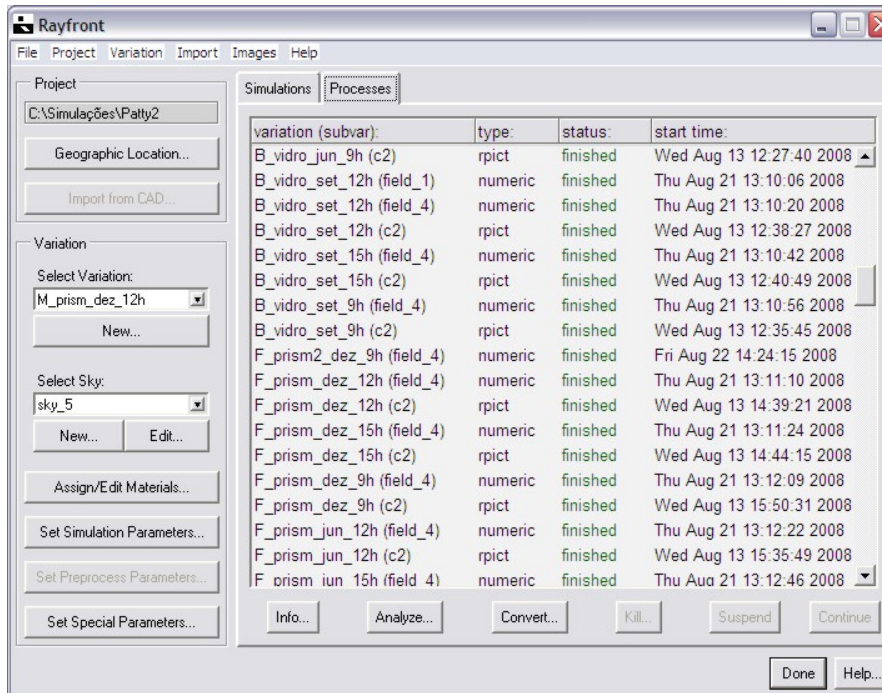 Rayfront
File Project Variation Import Images Help
Project
C:\Simulações\Patty2
Geographic Location...
Import from CAD...
Variation
Select Variation:
M_prism_dez_12h
New...
Select Sky:
sky_5
New... Edit...
Assign/Edit Materials...
Set Simulation Parameters...
Set Preprocess Parameters...
Set Special Parameters...
Simulations Processes
variation (subvar): type: status: start time:
B_vidro_jun_9h (c2) rpict finished Wed Aug 13 12:27:40 2008
B_vidro_set_12h (field_1) numeric finished Thu Aug 21 13:10:06 2008
B_vidro_set_12h (field_4) numeric finished Thu Aug 21 13:10:20 2008
B_vidro_set_12h (c2) rpict finished Wed Aug 13 12:38:27 2008
B_vidro_set_15h (field_4) numeric finished Thu Aug 21 13:10:42 2008
B_vidro_set_15h (c2) rpict finished Wed Aug 13 12:40:49 2008
B_vidro_set_9h (field_4) numeric finished Thu Aug 21 13:10:56 2008
B_vidro_set_9h (c2) rpict finished Wed Aug 13 12:35:45 2008
F_prism2_dez_9h (field_4) numeric finished Fri Aug 22 14:24:15 2008
F_prism_dez_12h (field_4) numeric finished Thu Aug 21 13:11:10 2008
F_prism_dez_12h (c2) rpict finished Wed Aug 13 14:39:21 2008
F_prism_dez_15h (field_4) numeric finished Thu Aug 21 13:11:24 2008
F_prism_dez_15h (c2) rpict finished Wed Aug 13 14:44:15 2008
F_prism_dez_9h (field_4) numeric finished Thu Aug 21 13:12:09 2008
F_prism_dez_9h (c2) rpict finished Wed Aug 13 15:50:31 2008
F_prism_jun_12h (field_4) numeric finished Thu Aug 21 13:12:22 2008
F_prism_jun_12h (c2) rpict finished Wed Aug 13 15:35:49 2008
F_prism_jun_15h (field_4) numeric finished Thu Aug 21 13:12:46 2008
Info... Analyze... Convert... Kill... Suspend Continue
Done Help...